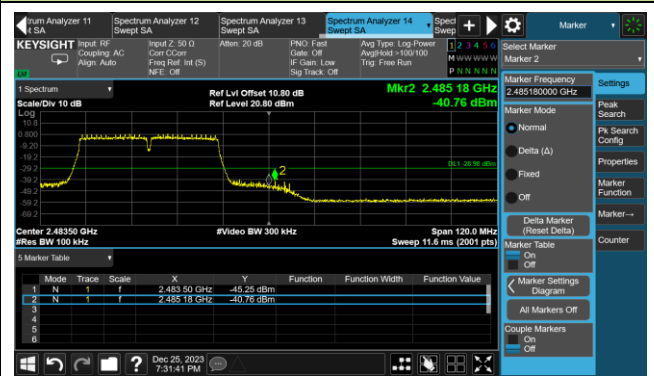 trum Analyzer 11
t SA
Spectrum Analyzer 12
Swept SA
Spectrum Analyzer 13
Swept SA
Spectrum Analyzer 14
Swept SA
Spect
Swep
Marker
KEYSIGHT
Input: RF
Coupling: AC
Align: Auto
Input Z: 50 Ω
Corr CCorr
Freq Ref: Int (S)
NFE: Off
Atten: 20 dB
PNO: Fast
Gate: Off
IF Gain: Low
Sig Track: Off
Avg Type: Log-Power
Avg|Hold:>100/100
Trig: Free Run
1 2 3 4 5 6
M W W W W W
P N N N N N
Select Marker
Marker 2
1 Spectrum
Scale/Div 10 dB
Log
Ref Lvl Offset 10.80 dB
Ref Level 20.80 dBm
Mkr2 2.485 18 GHz
-40.76 dBm
10.8
0.800
-9.20
-19.2
-29.2
-39.2
-49.2
-59.2
-69.2
2
DL1 -28.98 dBm
Center 2.48350 GHz
#Res BW 100 kHz
#Video BW 300 kHz
Span 120.0 MHz
Sweep 11.6 ms (2001 pts)
5 Marker Table
Mode Trace Scale X Y Function Function Width Function Value
1 N 1 f 2.483 50 GHz -45.25 dBm
2 N 1 f 2.485 18 GHz -40.76 dBm
3
4
5
6
Marker Frequency
2.485180000 GHz
Marker Mode
Normal
Delta (Δ)
Fixed
Off
Delta Marker
(Reset Delta)
Marker Table
On
Off
Marker Settings
Diagram
All Markers Off
Couple Markers
On
Off
Settings
Peak
Search
Pk Search
Config
Properties
Marker
Function
Marker→
Counter
?
Dec 25, 2023
7:31:41 PM